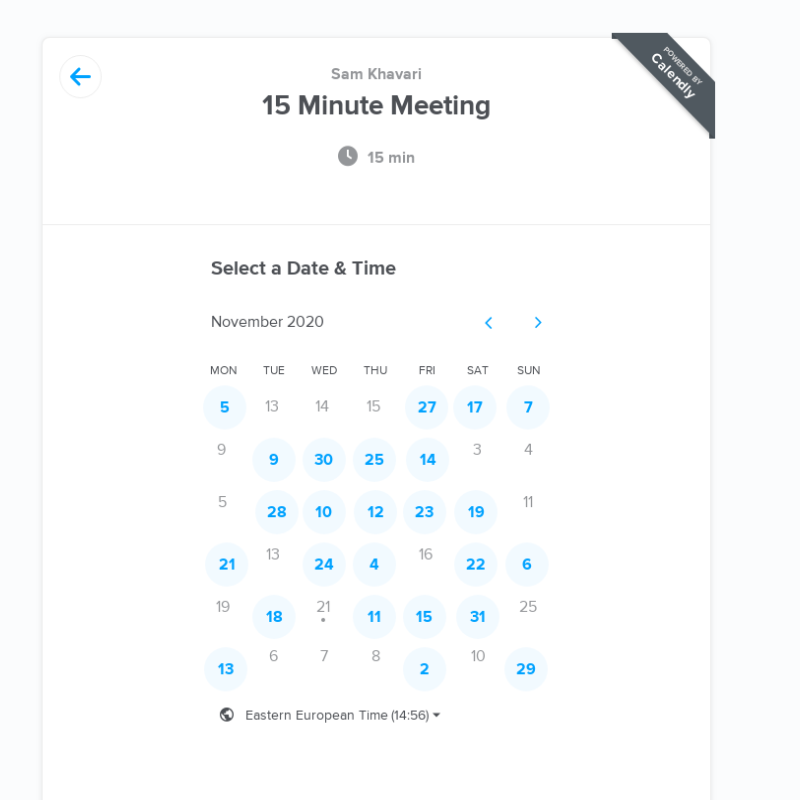 POWERED BY
Calendly
Sam Khavari
15 Minute Meeting
15 min
Select a Date & Time
November 2020
MON TUE WED THU FRI SAT SUN
5 13 14 15 27 17 7
9 9 30 25 14 3 4
5 28 10 12 23 19 11
21 13 24 4 16 22 6
19 18 21 11 15 31 25
13 6 7 8 2 10 29
Eastern European Time (14:56)